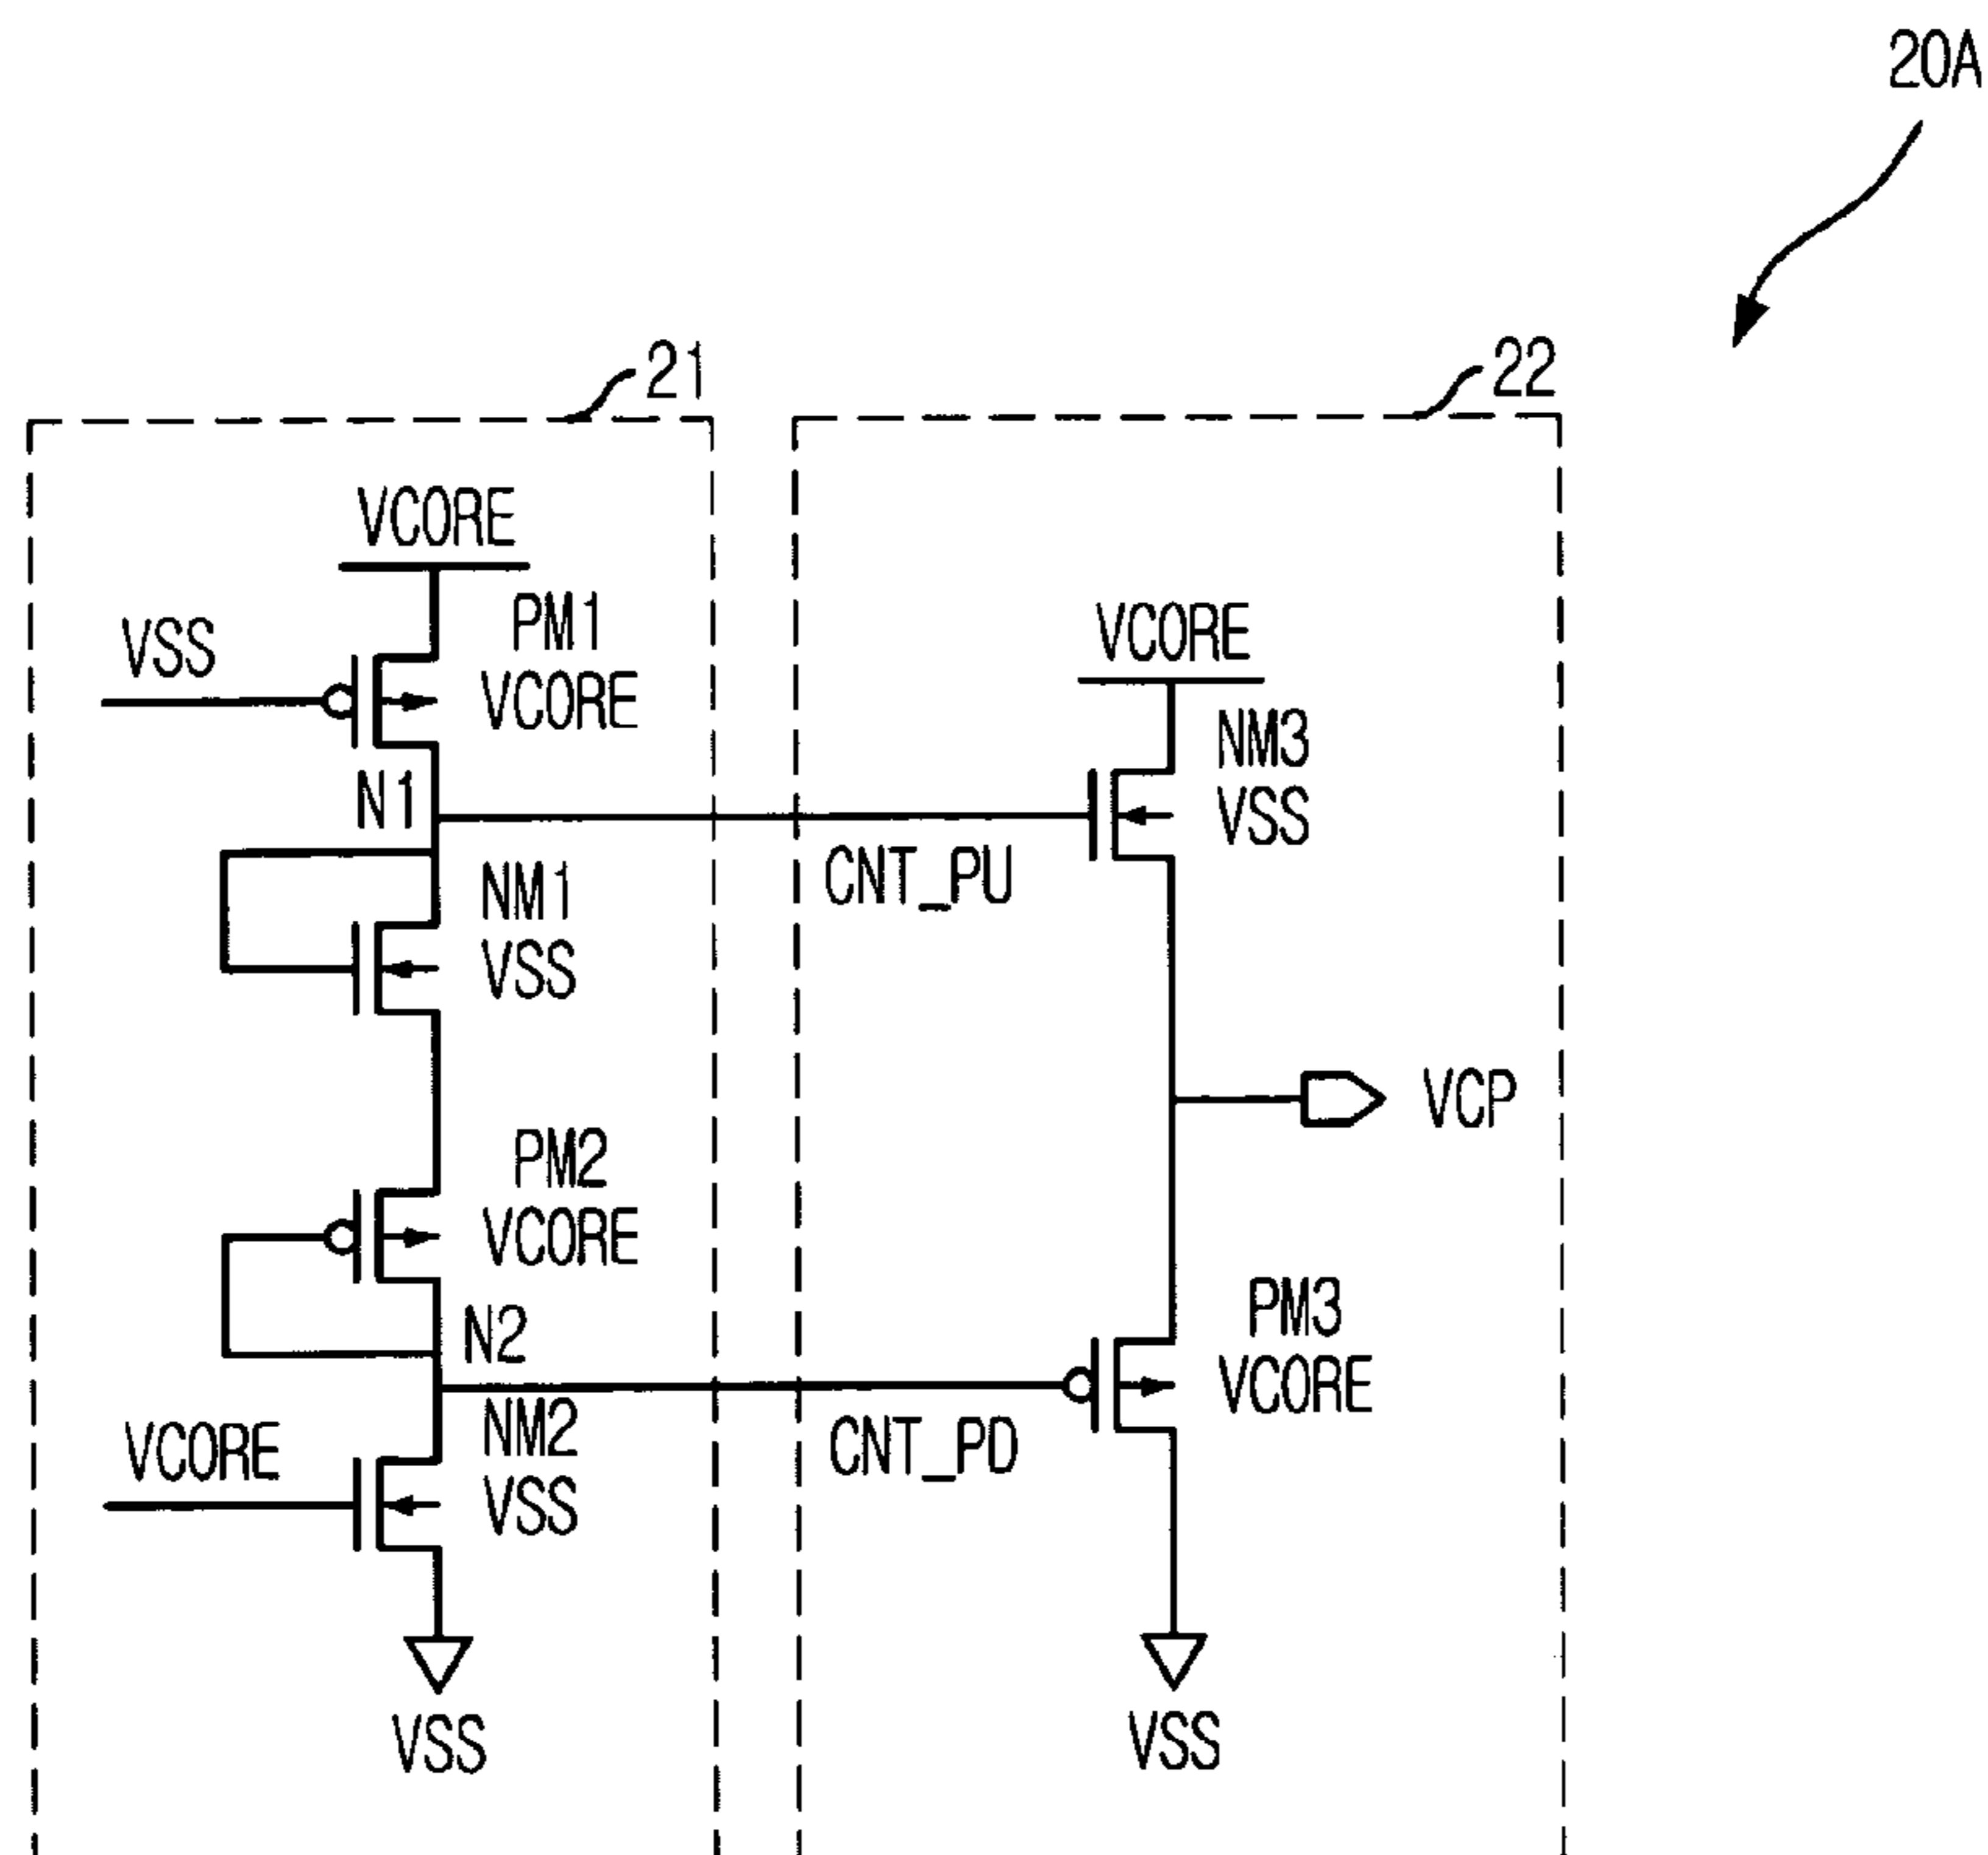 20A
21
22
VCORE
PM1
VCORE
VSS
N1
NM1
VSS
PM2
VCORE
N2
NM2
VSS
VCORE
VSS
CNT_PU
CNT_PD
VCORE
NM3
VSS
VCP
PM3
VCORE
VSS